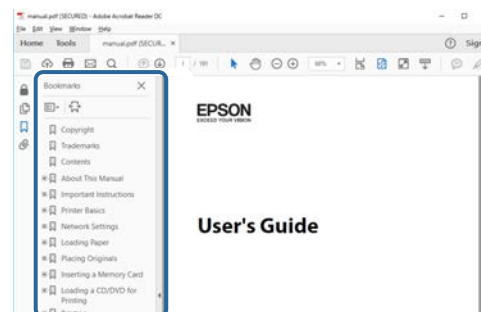 manual.pdf (SECURED) - Adobe Acrobat Reader DC
File Edit View Window Help
Home Tools manual.pdf (SECUR... ×
Bookmarks
Copyright
Trademarks
Contents
About This Manual
Important Instructions
Printer Basics
Network Settings
Loading Paper
Placing Originals
Inserting a Memory Card
Loading a CD/DVD for
Printing
EPSON
EXCEED YOUR VISION
User's Guide